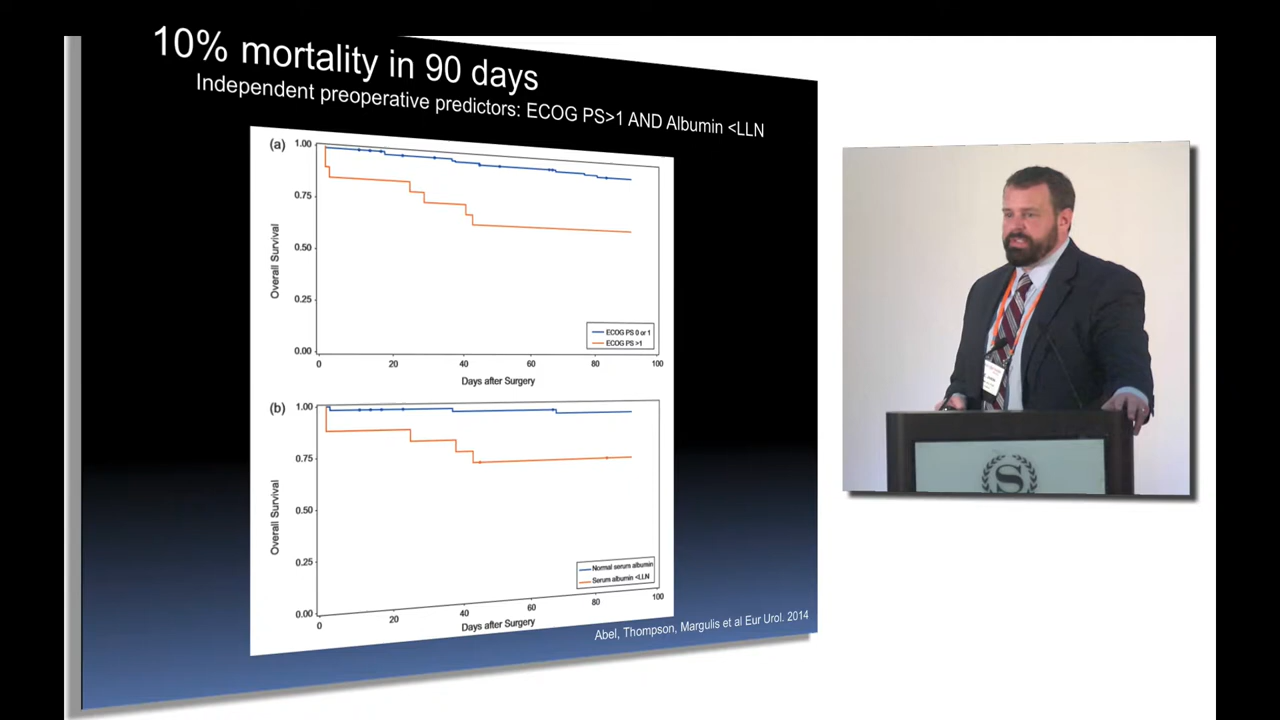 10% mortality in 90 days
Independent preoperative predictors: ECOG PS>1 AND Albumin <LLN
(a)
1.00
0.75
0.50
0.25
0.00
Overall Survival
ECOG PS 0 or 1
ECOG PS >1
0 20 40 60 80 100
Days after Surgery
(b)
1.00
0.75
0.50
0.25
0.00
Overall Survival
Normal serum albumin
Serum albumin <LLN
0 20 40 60 80 100
Days after Surgery
Abel, Thompson, Margulis et al Eur Urol. 2014
S